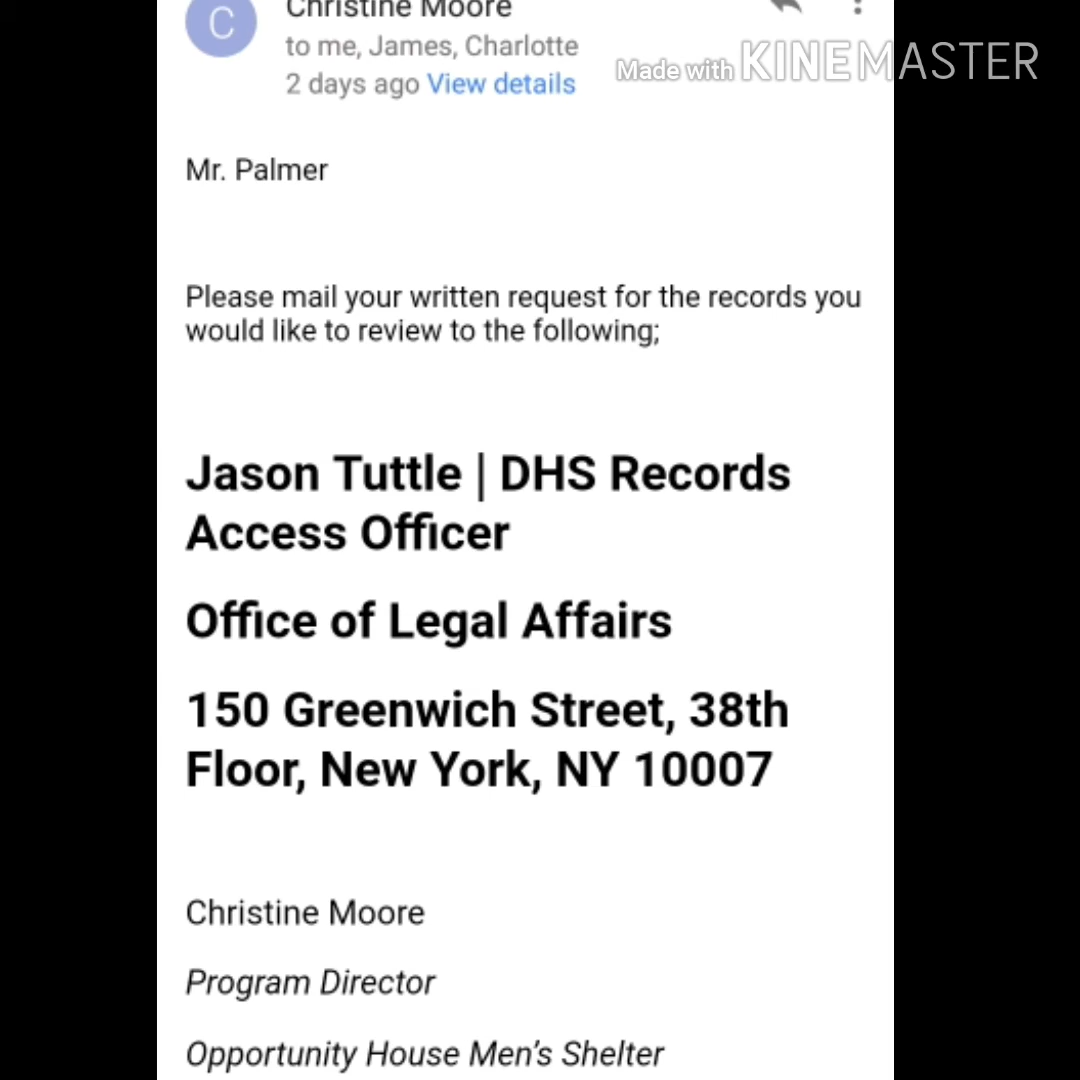 Christine Moore
to me, James, Charlotte
2 days ago View details
Made with KINEMASTER
C
Mr. Palmer
Please mail your written request for the records you
would like to review to the following;
Jason Tuttle | DHS Records
Access Officer
Office of Legal Affairs
150 Greenwich Street, 38th
Floor, New York, NY 10007
Christine Moore
Program Director
Opportunity House Men's Shelter